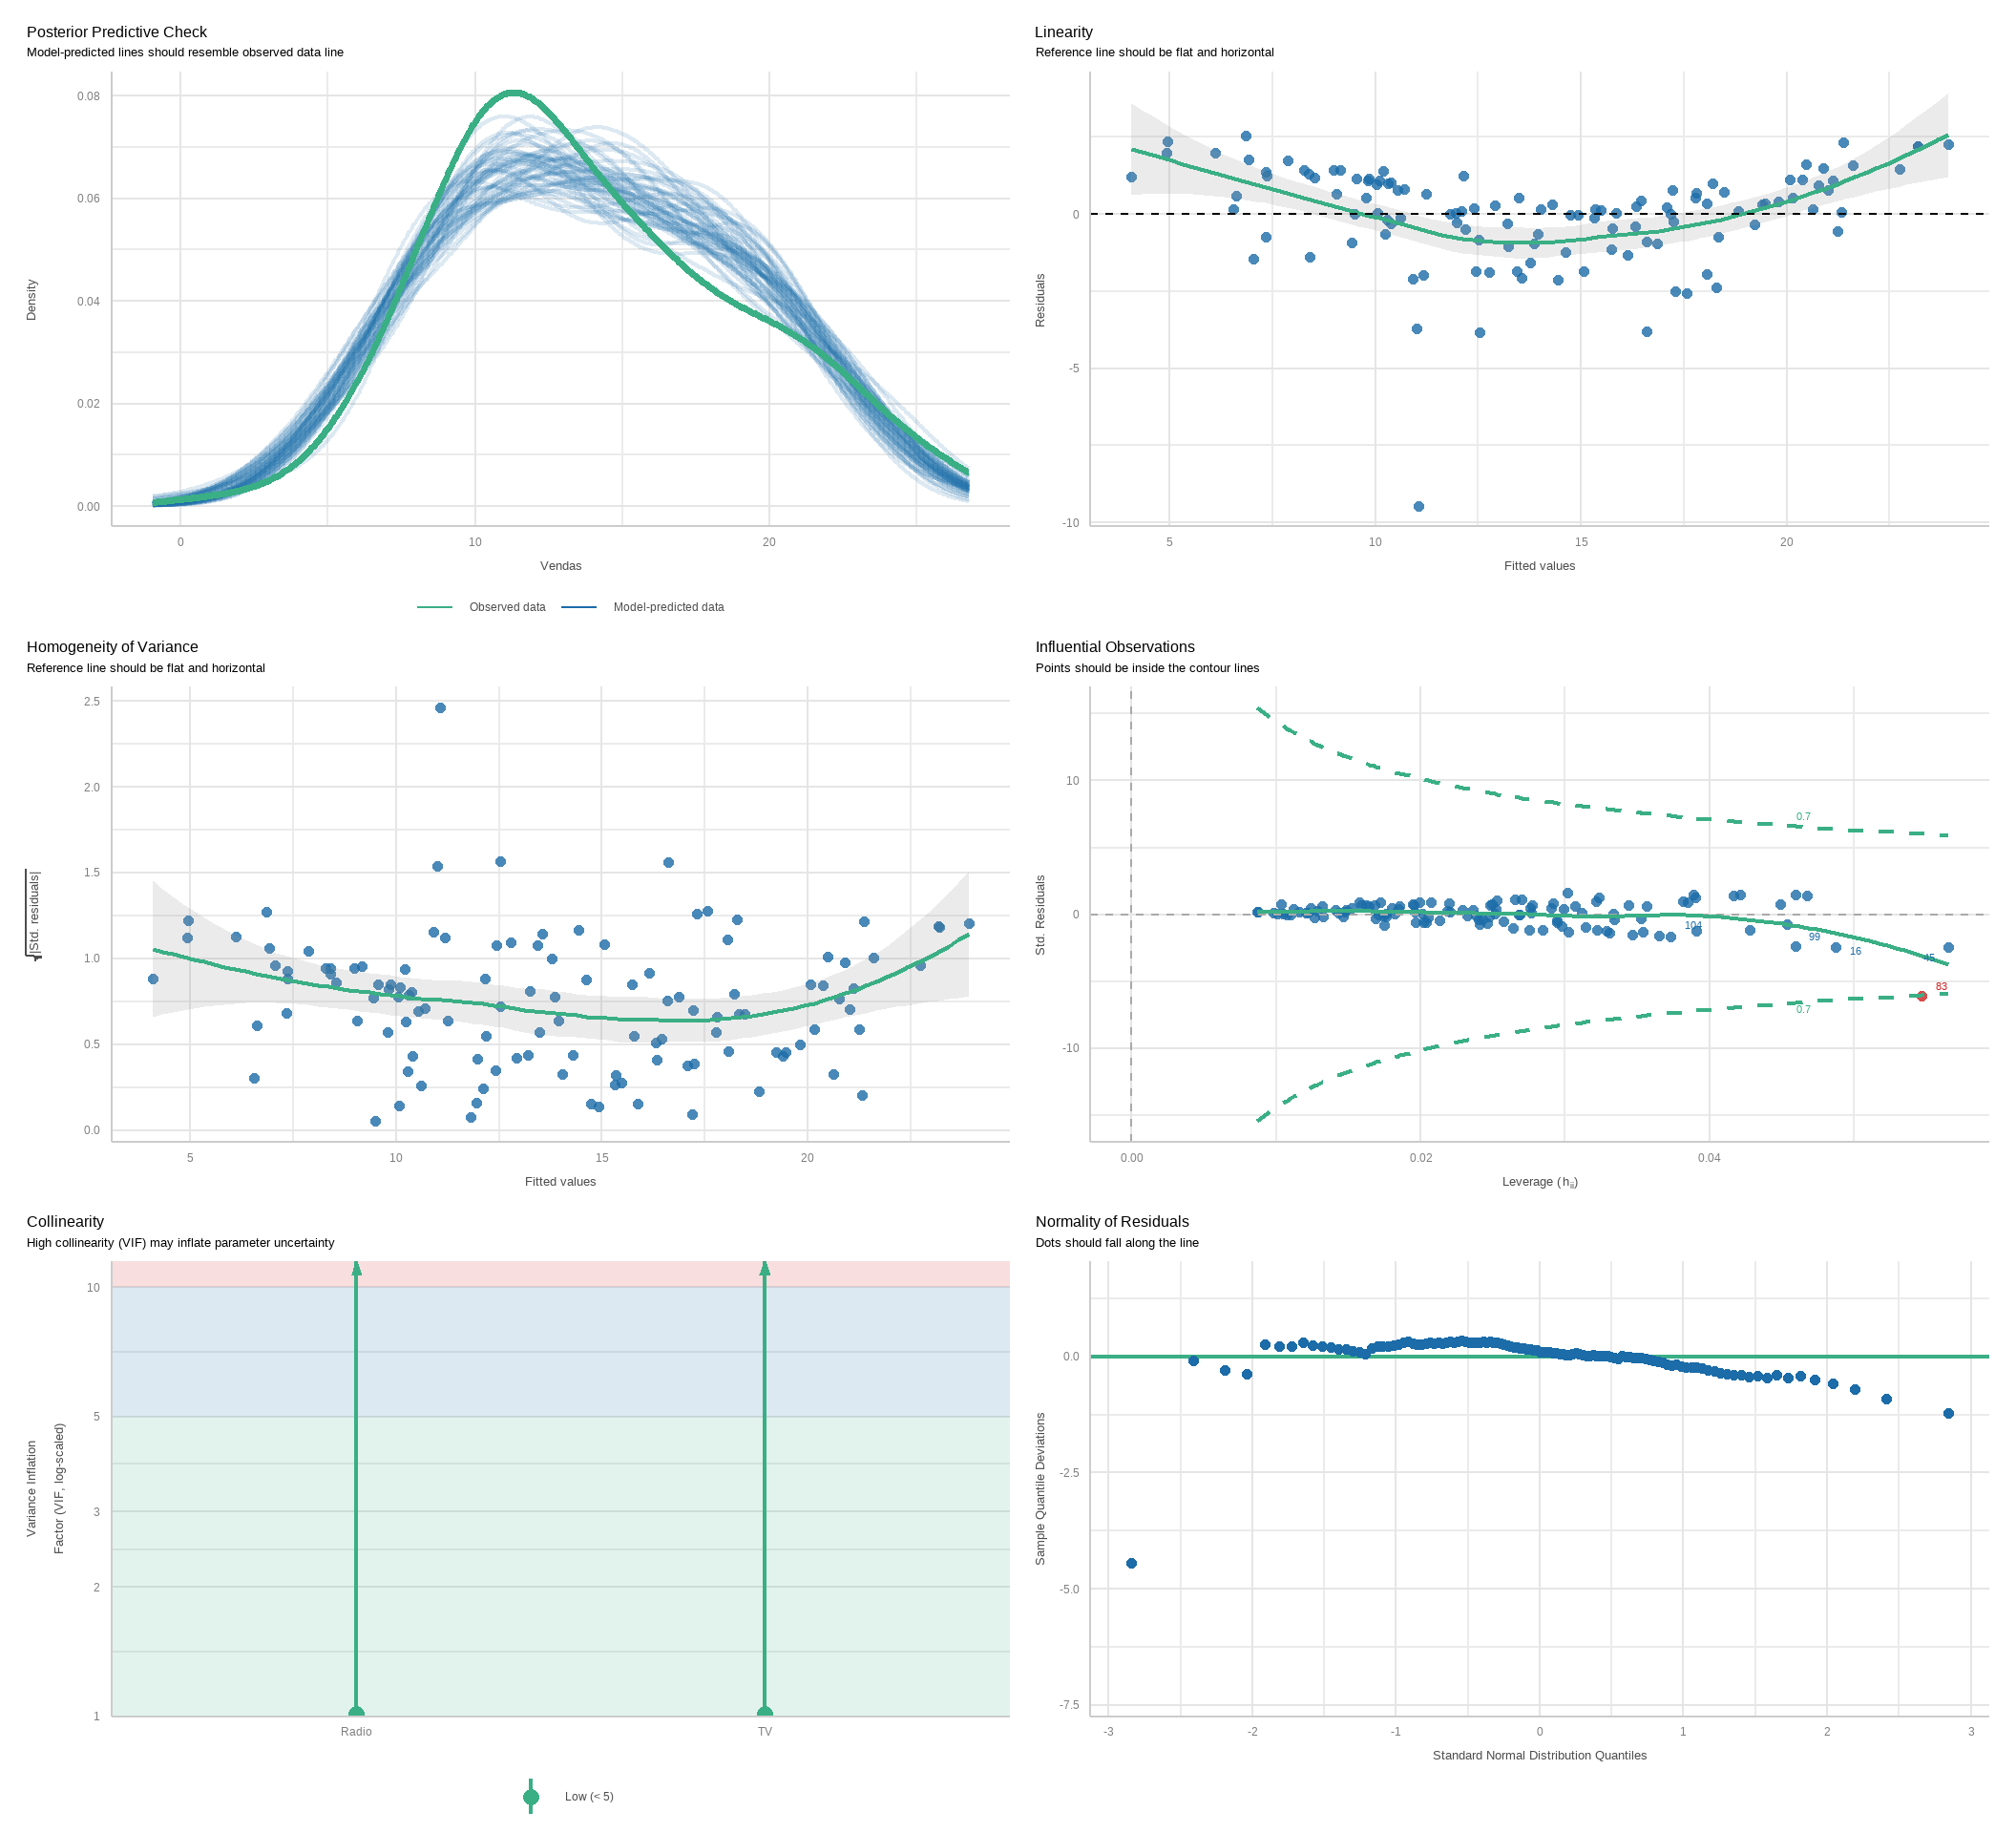 Posterior Predictive Check
Model-predicted lines should resemble observed data line
0.08
0.06
0.04
0.02
0.00
Density
0
10
20
Vendas
Observed data
Model-predicted data
Linearity
Reference line should be flat and horizontal
0
-5
-10
Residuals
5
10
15
20
Fitted values
Homogeneity of Variance
Reference line should be flat and horizontal
2.5
2.0
1.5
1.0
0.5
0.0
√|Std. residuals|
5
10
15
20
Fitted values
Influential Observations
Points should be inside the contour lines
10
0
-10
Std. Residuals
0.7
104
99
16
45
83
0.7
0.00
0.02
0.04
Leverage (hii)
Collinearity
High collinearity (VIF) may inflate parameter uncertainty
10
5
3
2
1
Variance Inflation
Factor (VIF, log-scaled)
Radio
TV
Low (< 5)
Normality of Residuals
Dots should fall along the line
0.0
-2.5
-5.0
-7.5
Sample Quantile Deviations
-3
-2
-1
0
1
2
3
Standard Normal Distribution Quantiles